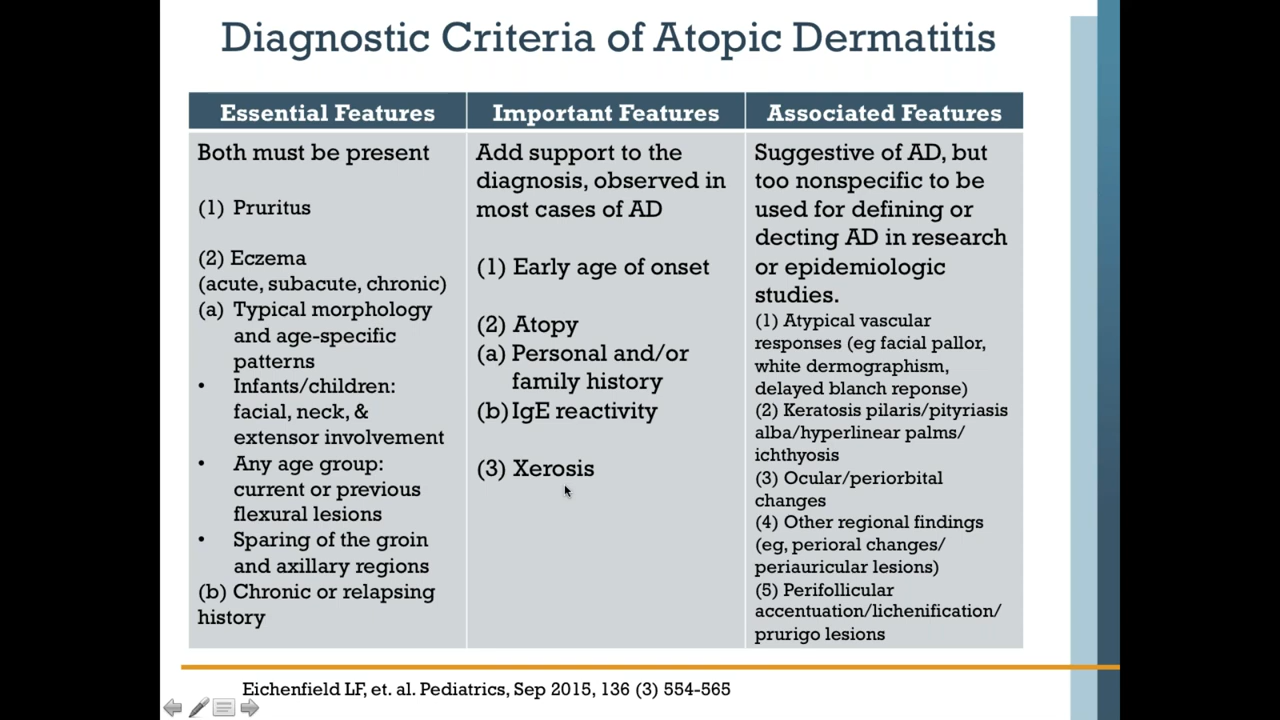 Diagnostic Criteria of Atopic Dermatitis
Essential Features
Both must be present
(1) Pruritus
(2) Eczema
(acute, subacute, chronic)
(a) Typical morphology
and age-specific
patterns
• Infants/children:
facial, neck, &
extensor involvement
• Any age group:
current or previous
flexural lesions
• Sparing of the groin
and axillary regions
(b) Chronic or relapsing
history
Important Features
Add support to the
diagnosis, observed in
most cases of AD
(1) Early age of onset
(2) Atopy
(a) Personal and/or
family history
(b) IgE reactivity
(3) Xerosis
Associated Features
Suggestive of AD, but
too nonspecific to be
used for defining or
decting AD in research
or epidemiologic
studies.
(1) Atypical vascular
responses (eg facial pallor,
white dermographism,
delayed blanch reponse)
(2) Keratosis pilaris/pityriasis
alba/hyperlinear palms/
ichthyosis
(3) Ocular/periorbital
changes
(4) Other regional findings
(eg, perioral changes/
periauricular lesions)
(5) Perifollicular
accentuation/lichenification/
prurigo lesions
Eichenfield LF, et. al. Pediatrics, Sep 2015, 136 (3) 554-565